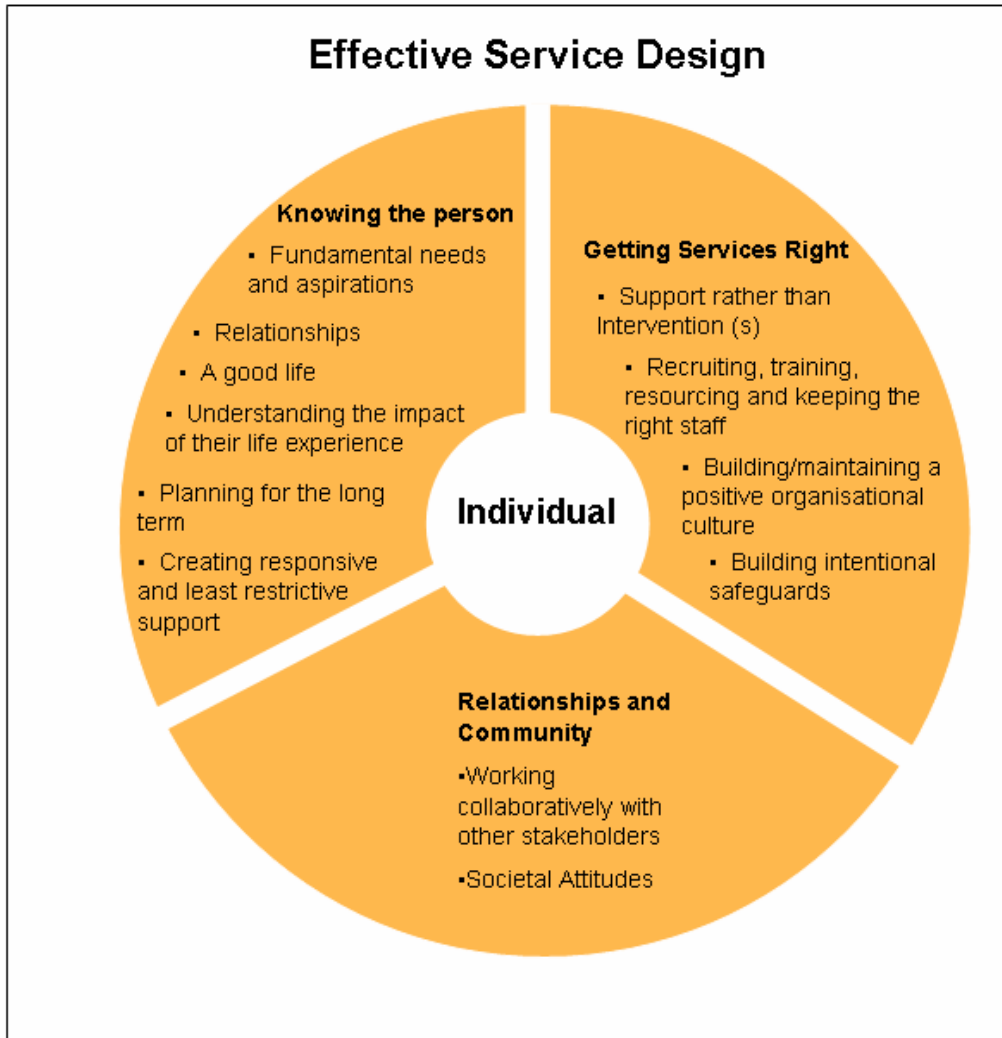 Effective Service Design
Knowing the person
▪ Fundamental needs
and aspirations
▪ Relationships
▪ A good life
▪ Understanding the impact
of their life experience
▪ Planning for the long
term
▪ Creating responsive
and least restrictive
support
Getting Services Right
▪ Support rather than
Intervention (s)
▪ Recruiting, training,
resourcing and keeping the
right staff
▪ Building/maintaining a
positive organisational
culture
▪ Building intentional
safeguards
Individual
Relationships and
Community
▪Working
collaboratively with
other stakeholders
▪Societal Attitudes